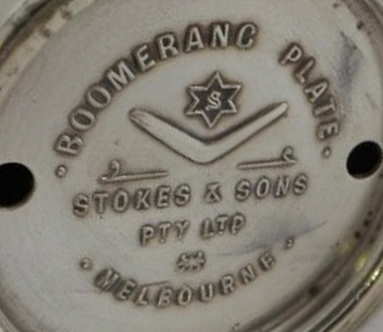 · BOOMERANG PLATE ·
S
STOKES & SONS
PTY LTD
· MELBOURNE ·